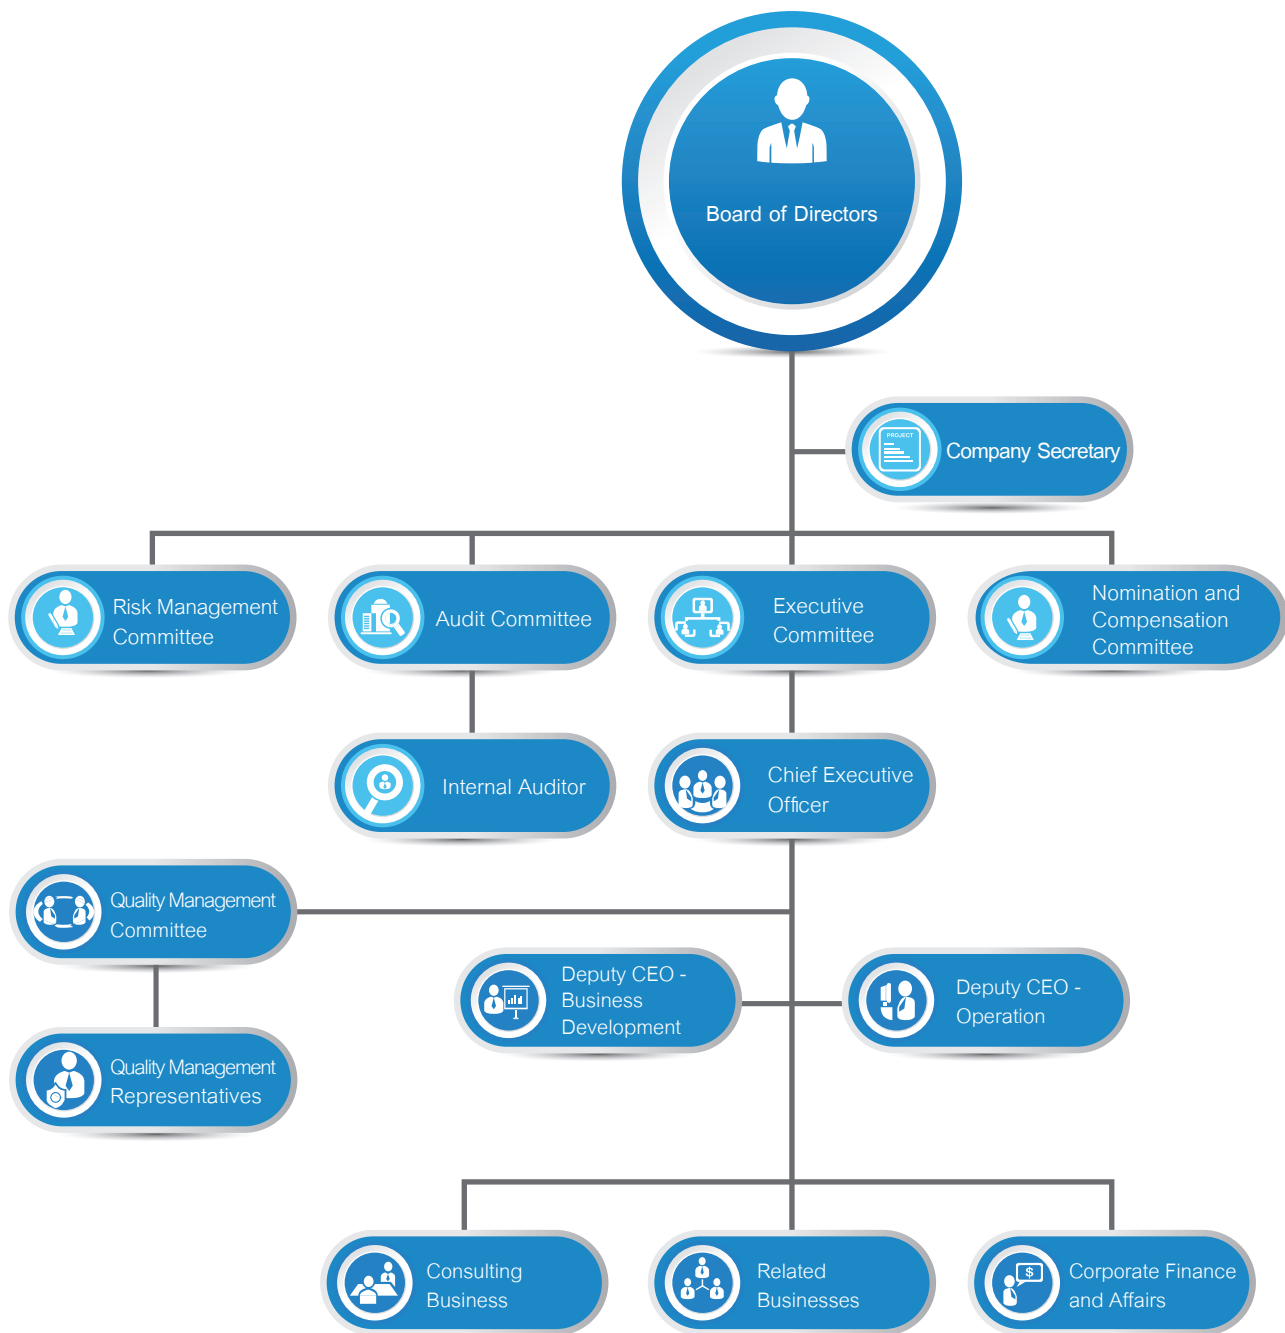 Board of Directors
PROJECT
Company Secretary
Risk Management
Committee
Audit Committee
Executive
Committee
Nomination and
Compensation
Committee
Internal Auditor
Chief Executive
Officer
Quality Management
Committee
Deputy CEO -
Business
Development
Deputy CEO -
Operation
Quality Management
Representatives
Consulting
Business
Related
Businesses
$
Corporate Finance
and Affairs